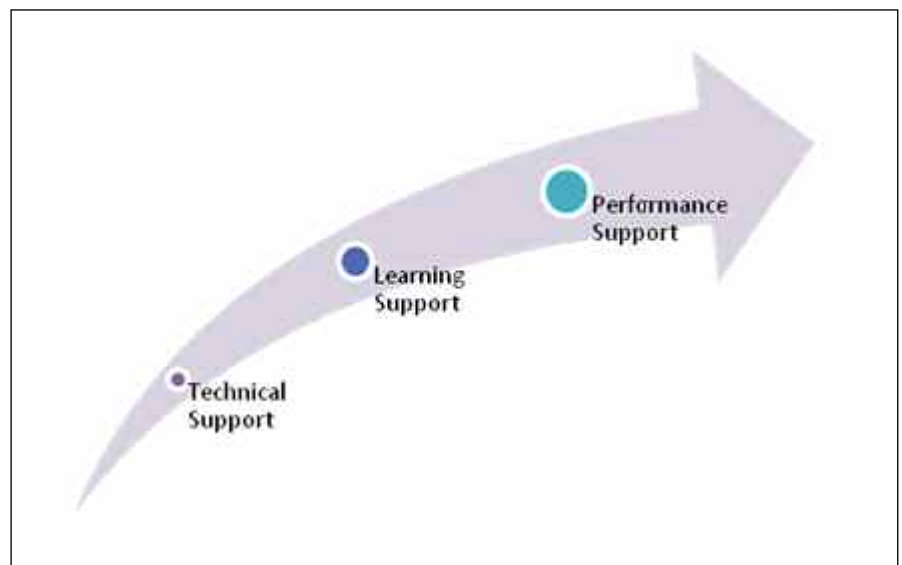 Technical
Support
Learning
Support
Performance
Support